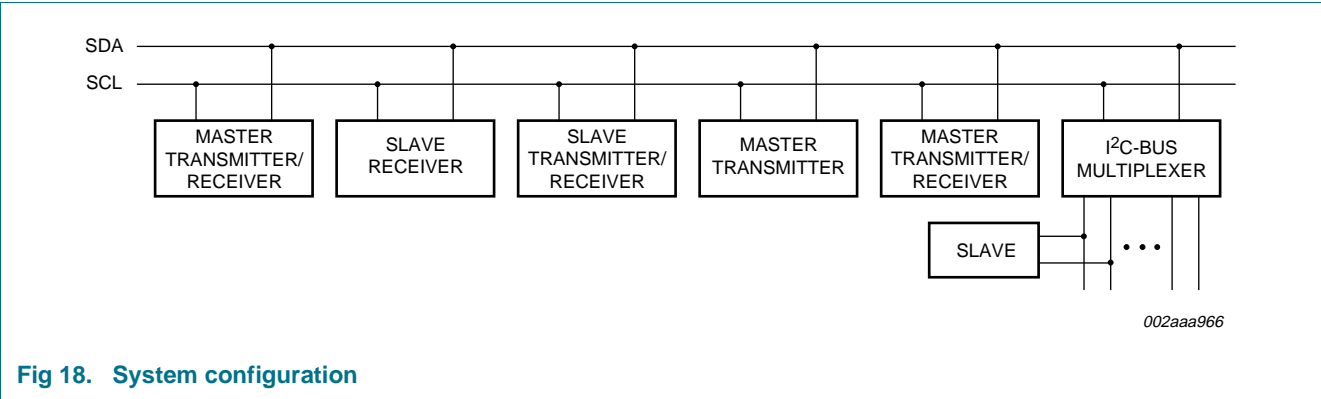 SDA
SCL
MASTER
TRANSMITTER/
RECEIVER
SLAVE
RECEIVER
SLAVE
TRANSMITTER/
RECEIVER
MASTER
TRANSMITTER
MASTER
TRANSMITTER/
RECEIVER
I²C-BUS
MULTIPLEXER
SLAVE
002aaa966
Fig 18. System configuration